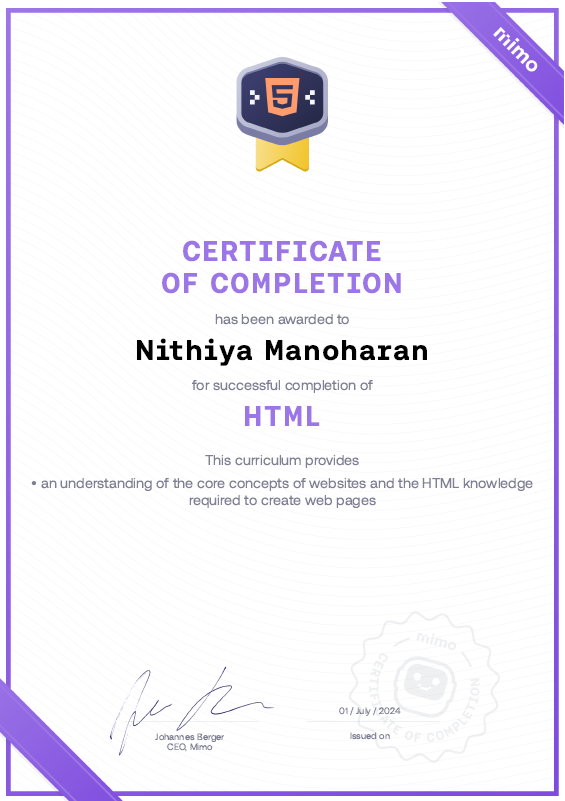 mimo
5
CERTIFICATE
OF COMPLETION
has been awarded to
Nithiya Manoharan
for successful completion of
HTML
This curriculum provides
• an understanding of the core concepts of websites and the HTML knowledge
required to create web pages
mimo
CERTIFICATE OF COMPLETION
01 / July / 2024
Johannes Berger
Issued on
CEO, Mimo